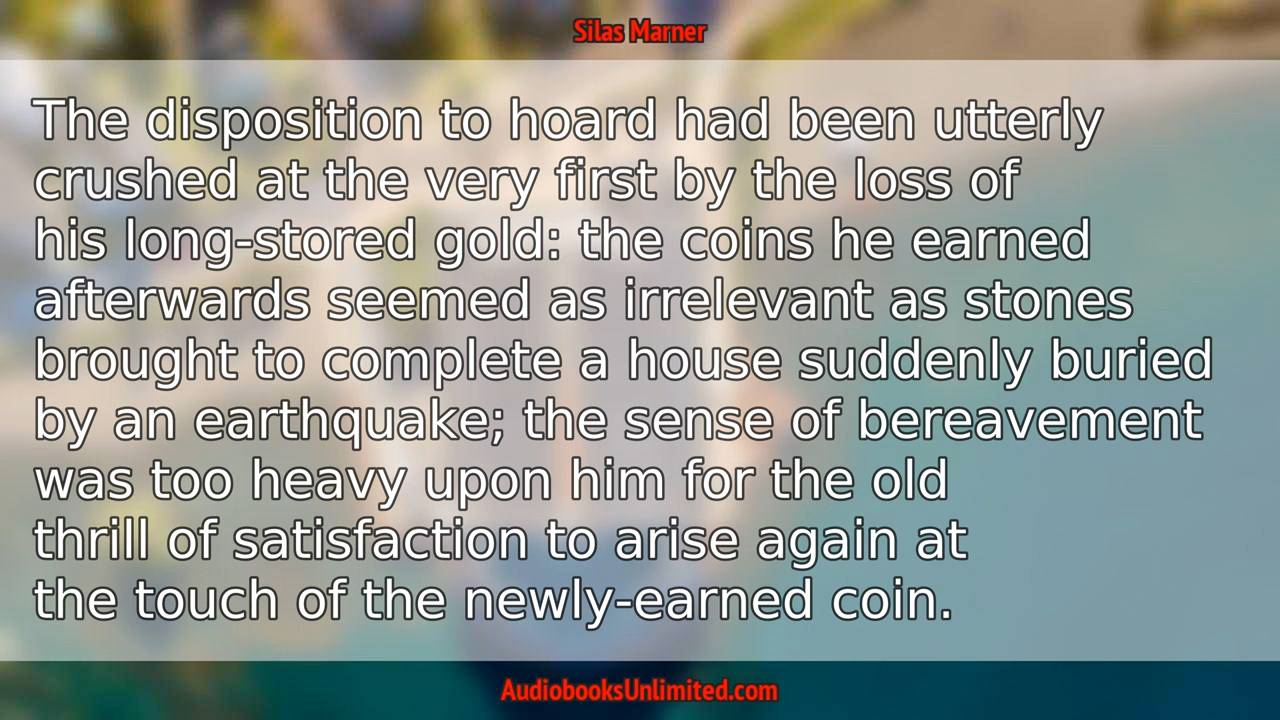 Silas Marner
The disposition to hoard had been utterly
crushed at the very first by the loss of
his long-stored gold: the coins he earned
afterwards seemed as irrelevant as stones
brought to complete a house suddenly buried
by an earthquake; the sense of bereavement
was too heavy upon him for the old
thrill of satisfaction to arise again at
the touch of the newly-earned coin.
AudiobooksUnlimited.com